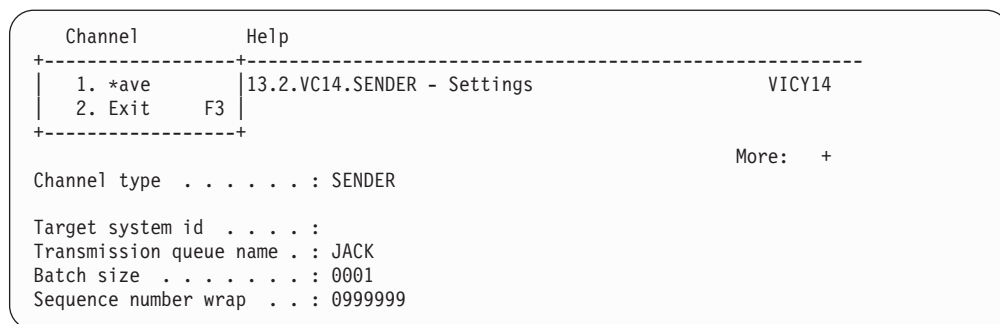 Channel Help
+------------------+----------------------------------------------------------
| 1. *ave |13.2.VC14.SENDER - Settings VICY14
| 2. Exit F3 |
+------------------+
More: +
Channel type . . . . . . : SENDER
Target system id . . . . :
Transmission queue name . : JACK
Batch size . . . . . . . : 0001
Sequence number wrap . . : 0999999